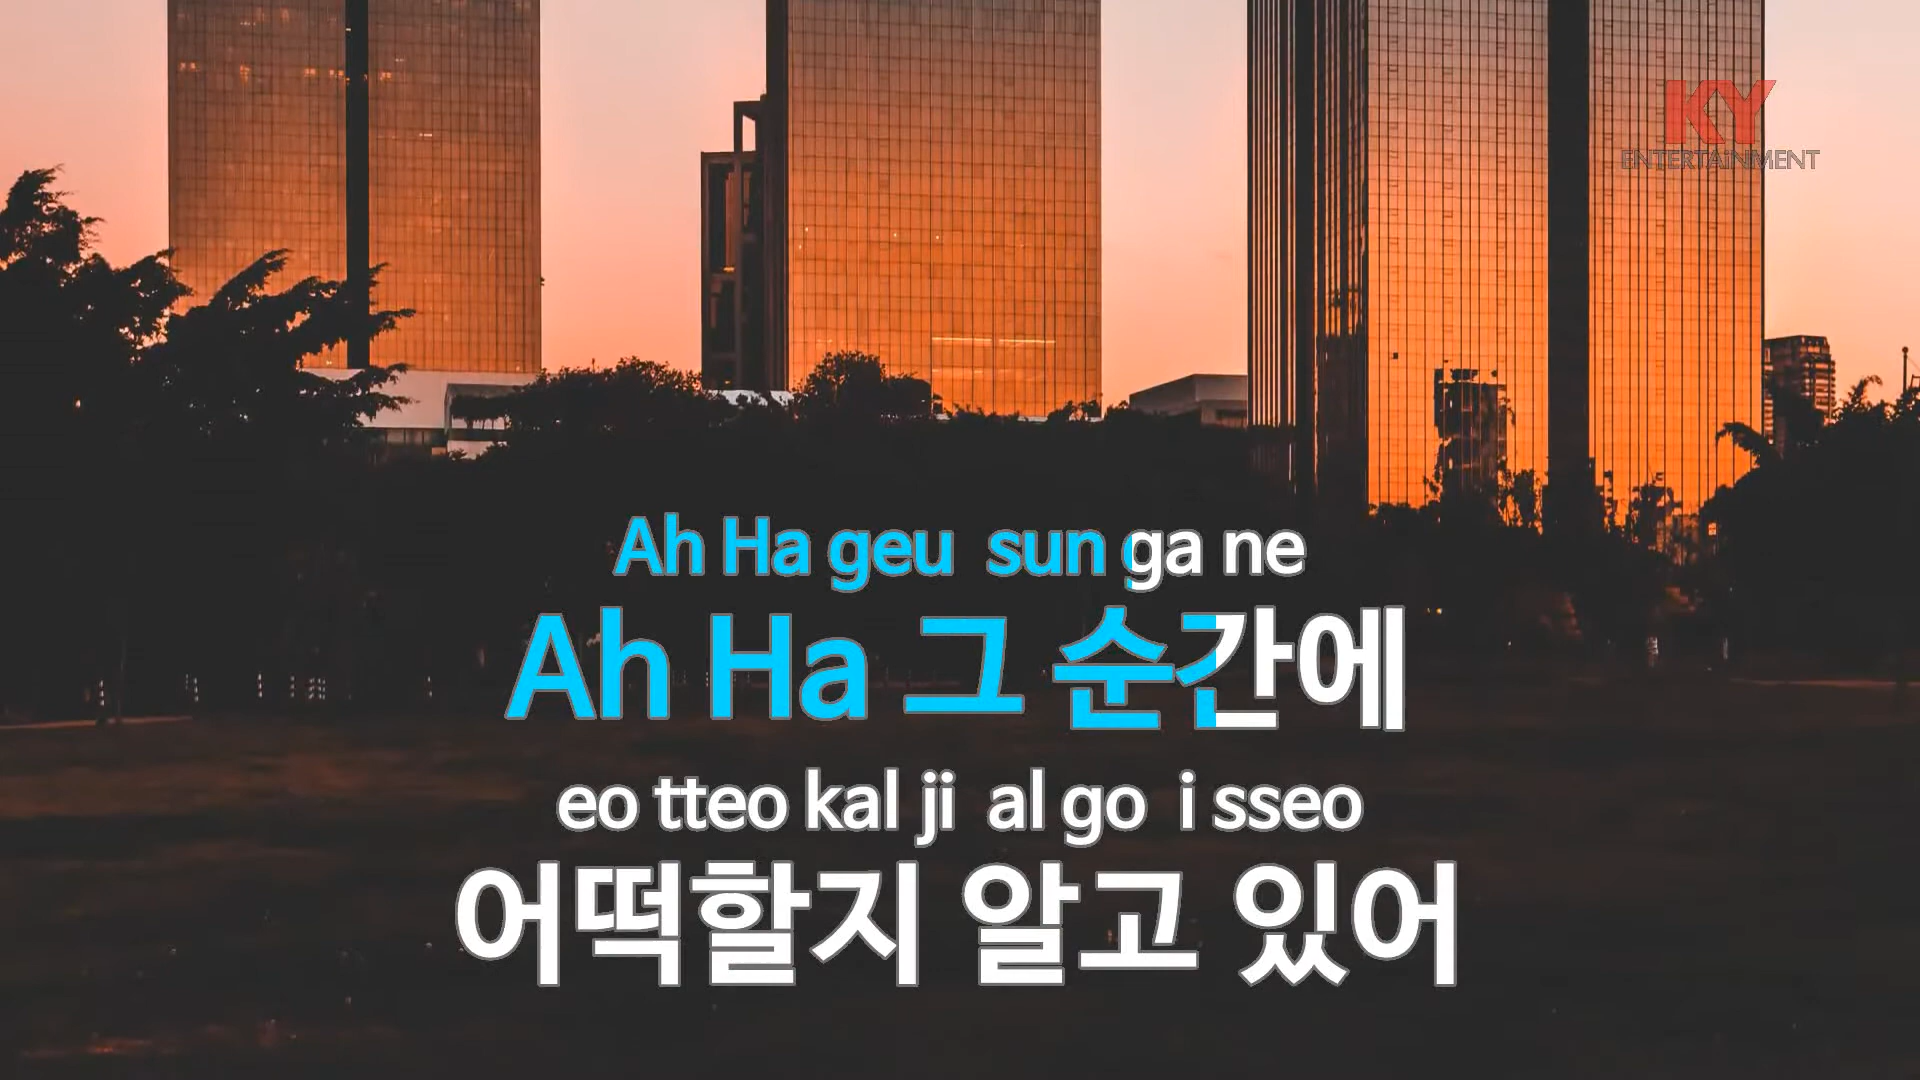 KY
ENTERTAiNMENT
Ah Ha geu sun ga ne
Ah Ha 그 순간에
eo tteo kal ji al go i sseo
어떡할지 알고 있어